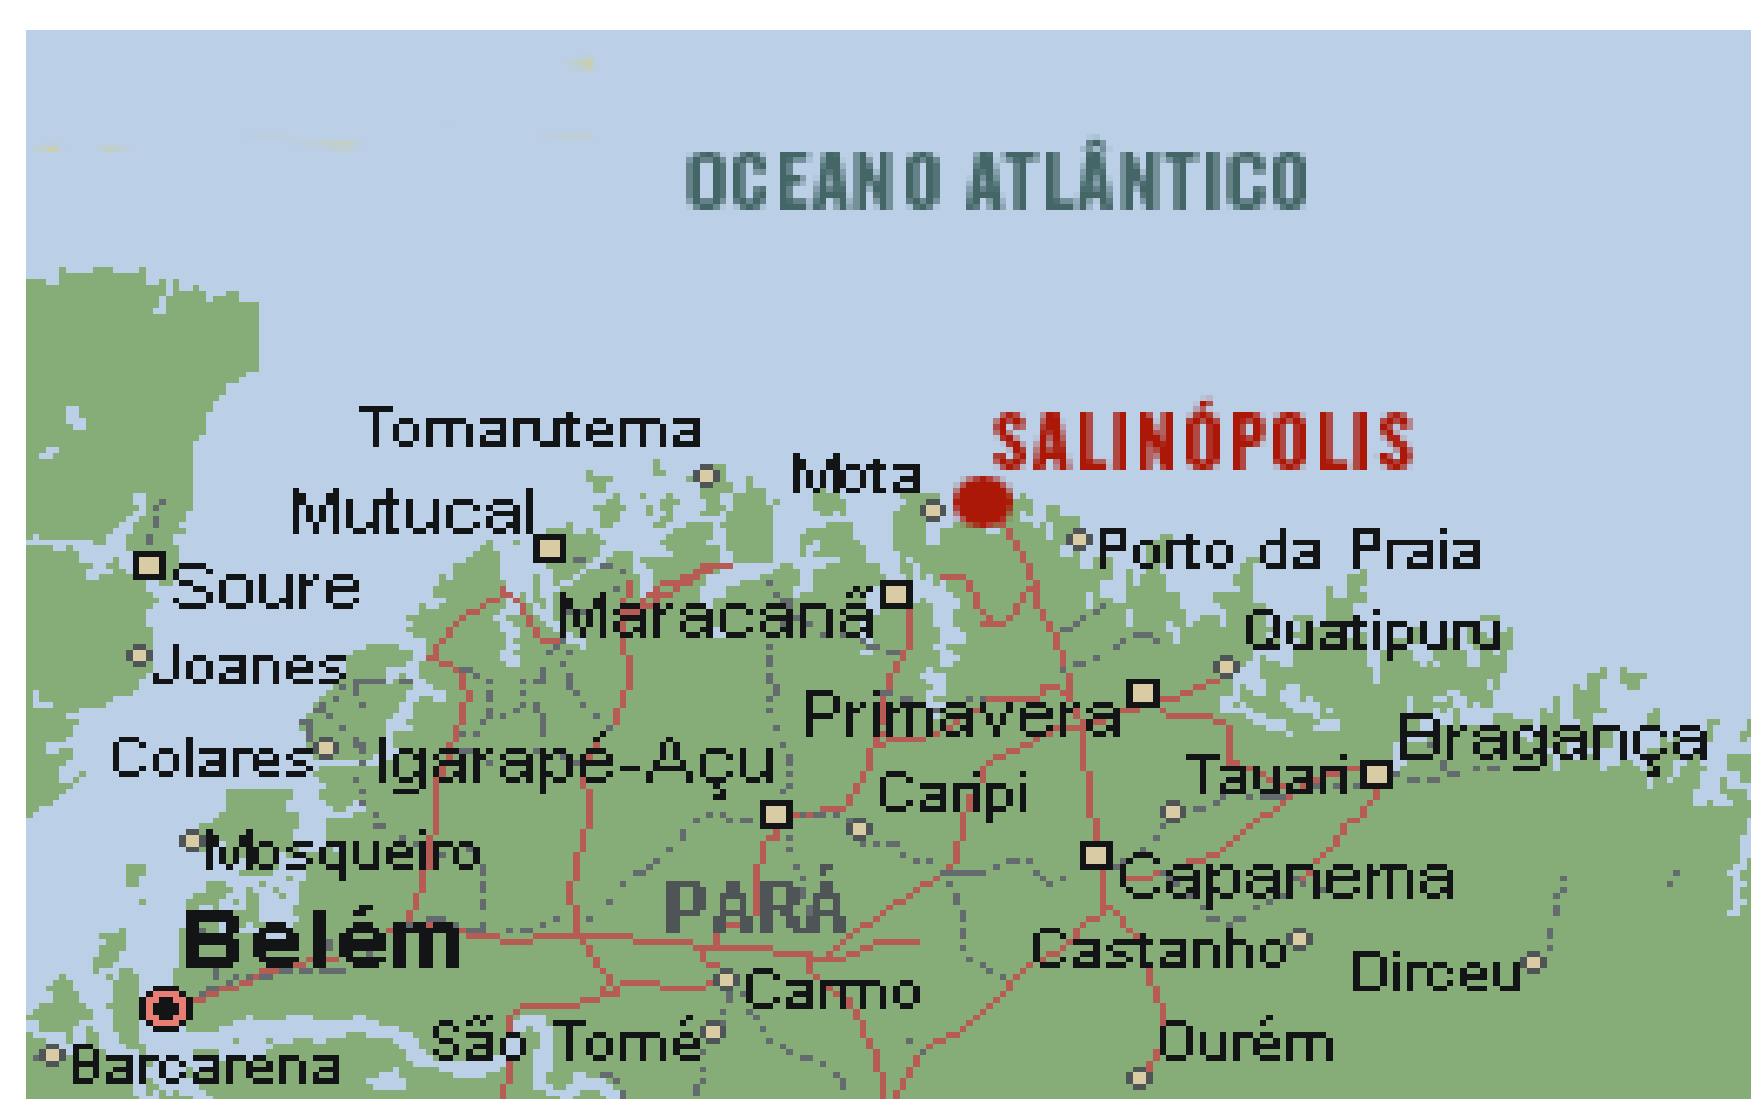 OCEANO ATLÂNTICO
Tomarutema
SALINÓPOLIS
Mota
Mutucal
Porto da Praia
Soure
Maracanã
Quatipuru
Joanes
Primavera
Bragança
Colares
Igarapé-Açu
Tauari
Caripi
Mosqueiro
Capanema
PARÁ
Belém
Castanho
Dirceu
Carmo
São Tomé
Ourém
Barcarena